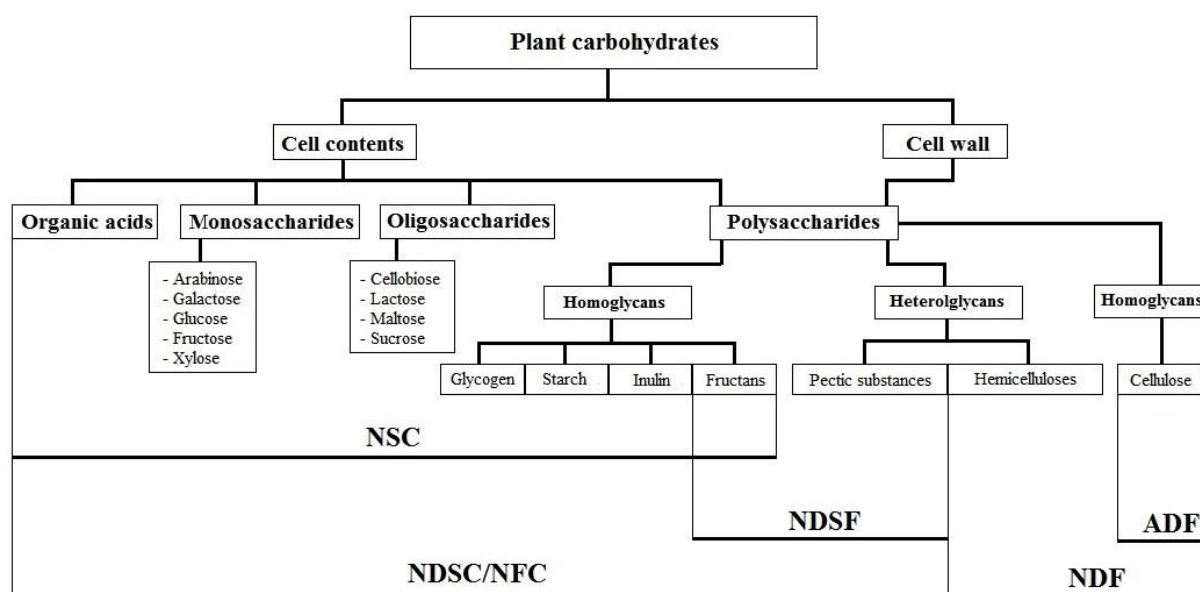 Plant carbohydrates
Cell contents
Cell wall
Organic acids
Monosaccharides
Oligosaccharides
Polysaccharides
- Arabinose
- Galactose
- Glucose
- Fructose
- Xylose
- Cellobiose
- Lactose
- Maltose
- Sucrose
Homoglycans
Heterolglycans
Homoglycans
Glycogen
Starch
Inulin
Fructans
Pectic substances
Hemicelluloses
Cellulose
NSC
NDSF
ADF
NDSC/NFC
NDF